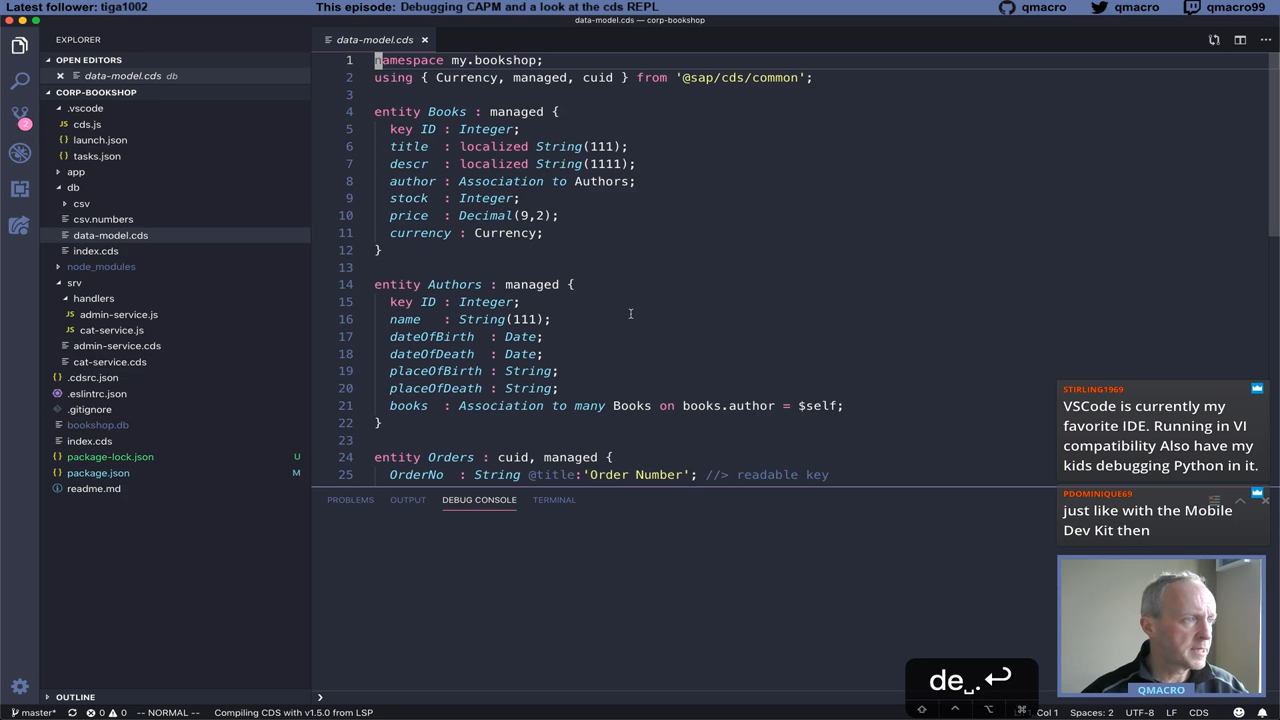 Latest follower: tiga1002
This episode: Debugging CAPM and a look at the cds REPL
qmacro
qmacro
qmacro99
data-model.cds — corp-bookshop
EXPLORER
OPEN EDITORS
data-model.cds db
CORP-BOOKSHOP
.vscode
cds.js
launch.json
tasks.json
app
db
csv
csv.numbers
data-model.cds
index.cds
node_modules
srv
handlers
admin-service.js
cat-service.js
admin-service.cds
cat-service.cds
.cdsrc.json
.eslintrc.json
.gitignore
bookshop.db
index.cds
package-lock.json U
package.json M
readme.md
OUTLINE
2
data-model.cds
1 namespace my.bookshop;
2 using { Currency, managed, cuid } from '@sap/cds/common';
3
4 entity Books : managed {
5 key ID : Integer;
6 title : localized String(111);
7 descr : localized String(1111);
8 author : Association to Authors;
9 stock : Integer;
10 price : Decimal(9,2);
11 currency : Currency;
12 }
13
14 entity Authors : managed {
15 key ID : Integer;
16 name : String(111);
17 dateOfBirth : Date;
18 dateOfDeath : Date;
19 placeOfBirth : String;
20 placeOfDeath : String;
21 books : Association to many Books on books.author = $self;
22 }
23
24 entity Orders : cuid, managed {
25 OrderNo : String @title:'Order Number'; //> readable key
PROBLEMS OUTPUT DEBUG CONSOLE TERMINAL
STIRLING1969
VSCode is currently my
favorite IDE. Running in VI
compatibility Also have my
kids debugging Python in it.
PDOMINIQUE69
just like with the Mobile
Dev Kit then
QMACRO
de␣.↩
master* 0 0 -- NORMAL -- Compiling CDS with v1.5.0 from LSP
Col 1 Spaces: 2 UTF-8 LF CDS